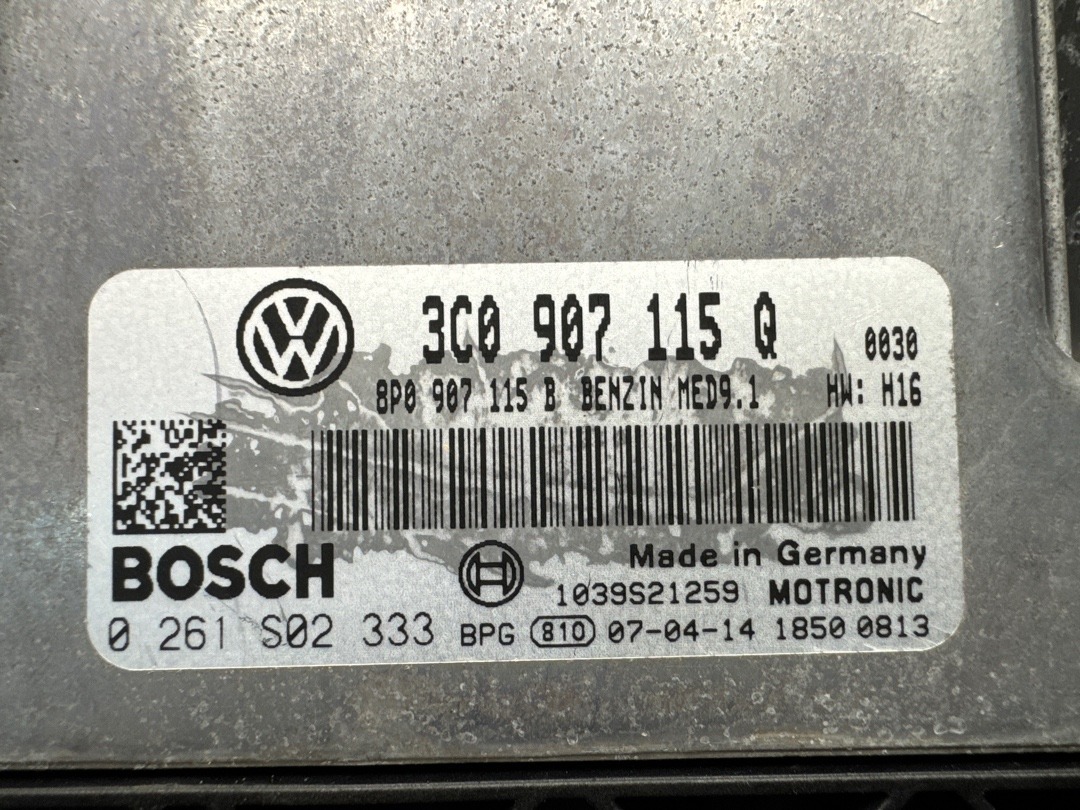 3C0 907 115 Q 0030
8P0 907 115 B BENZIN MED9.1 HW: H16
BOSCH Made in Germany
1039S21259 MOTRONIC
0 261 S02 333 BPG 810 07-04-14 1850 0813